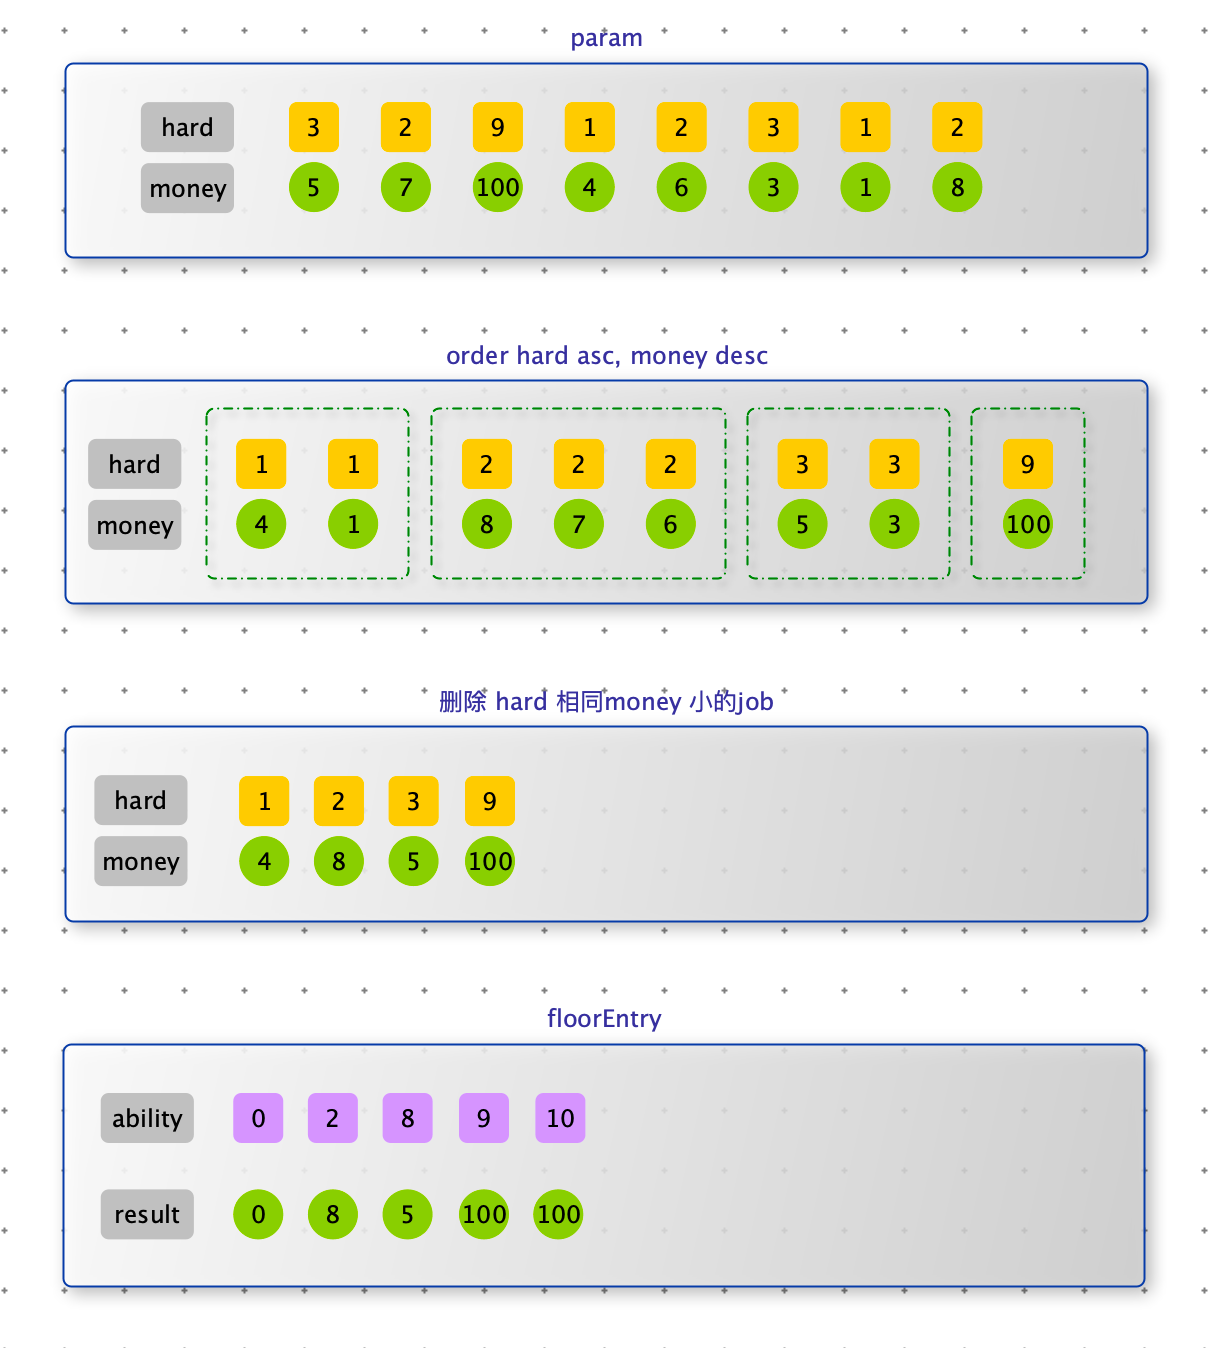 param
hard 3 2 9 1 2 3 1 2
money 5 7 100 4 6 3 1 8
order hard asc, money desc
hard 1 1 2 2 2 3 3 9
money 4 1 8 7 6 5 3 100
删除 hard 相同money 小的job
hard 1 2 3 9
money 4 8 5 100
floorEntry
ability 0 2 8 9 10
result 0 8 5 100 100